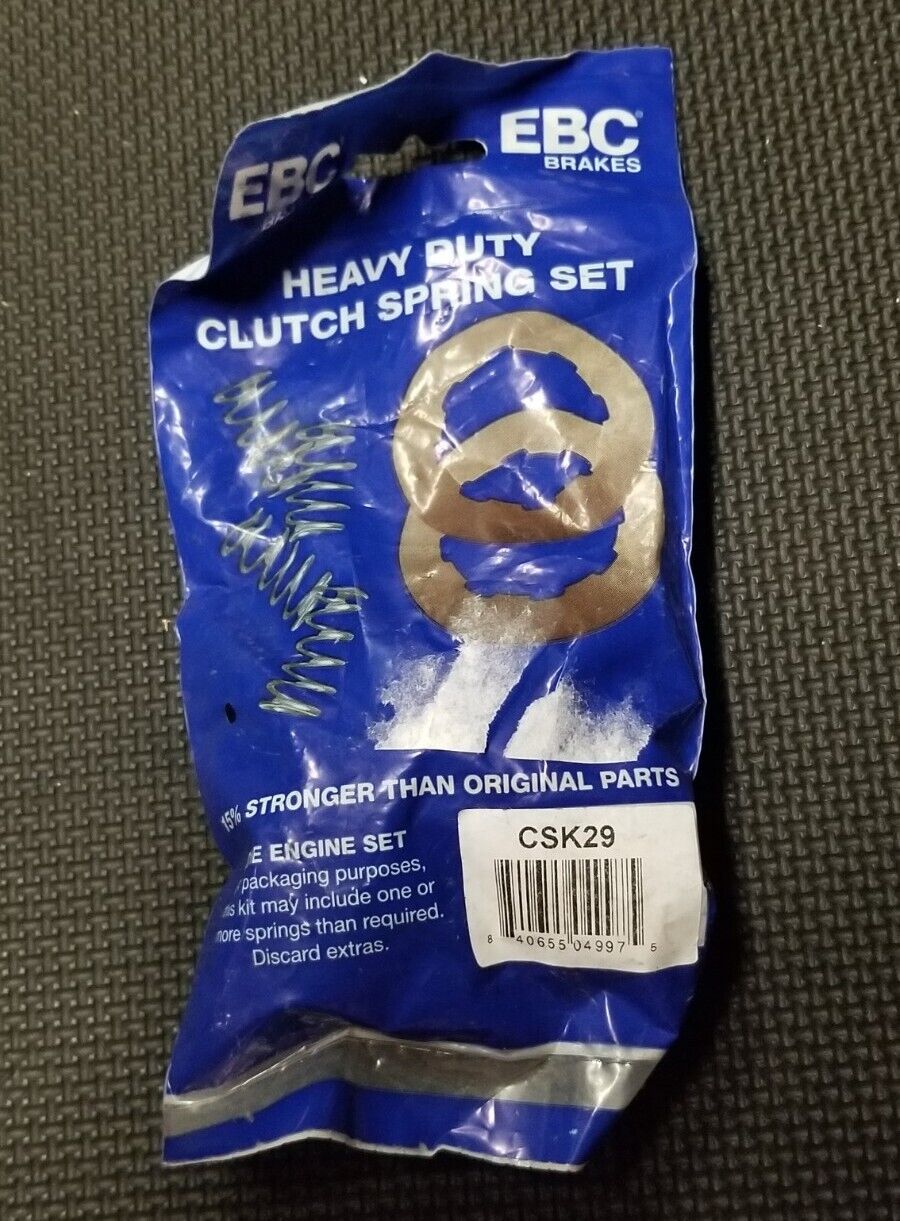 EBC
EBC
BRAKES
HEAVY DUTY
CLUTCH SPRING SET
15% STRONGER THAN ORIGINAL PARTS
ENGINE SET
packaging purposes,
kit may include one or
more springs than required.
Discard extras.
CSK29
8 40655 04997 5